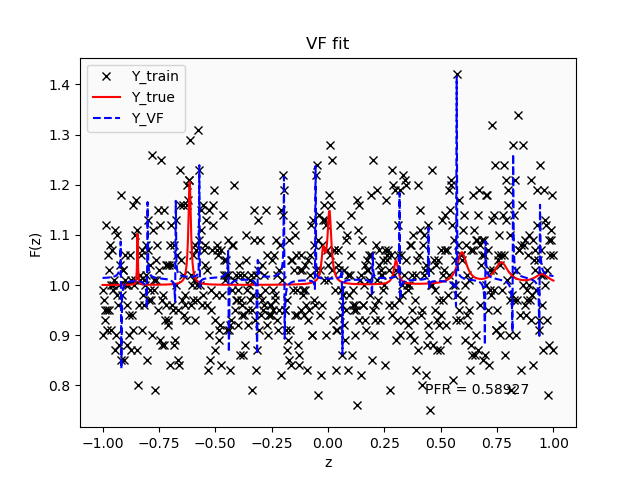 VF fit
Y_train
Y_true
Y_VF
F(z)
1.4
1.3
1.2
1.1
1.0
0.9
0.8
PFR = 0.58927
−1.00 −0.75 −0.50 −0.25 0.00 0.25 0.50 0.75 1.00
z